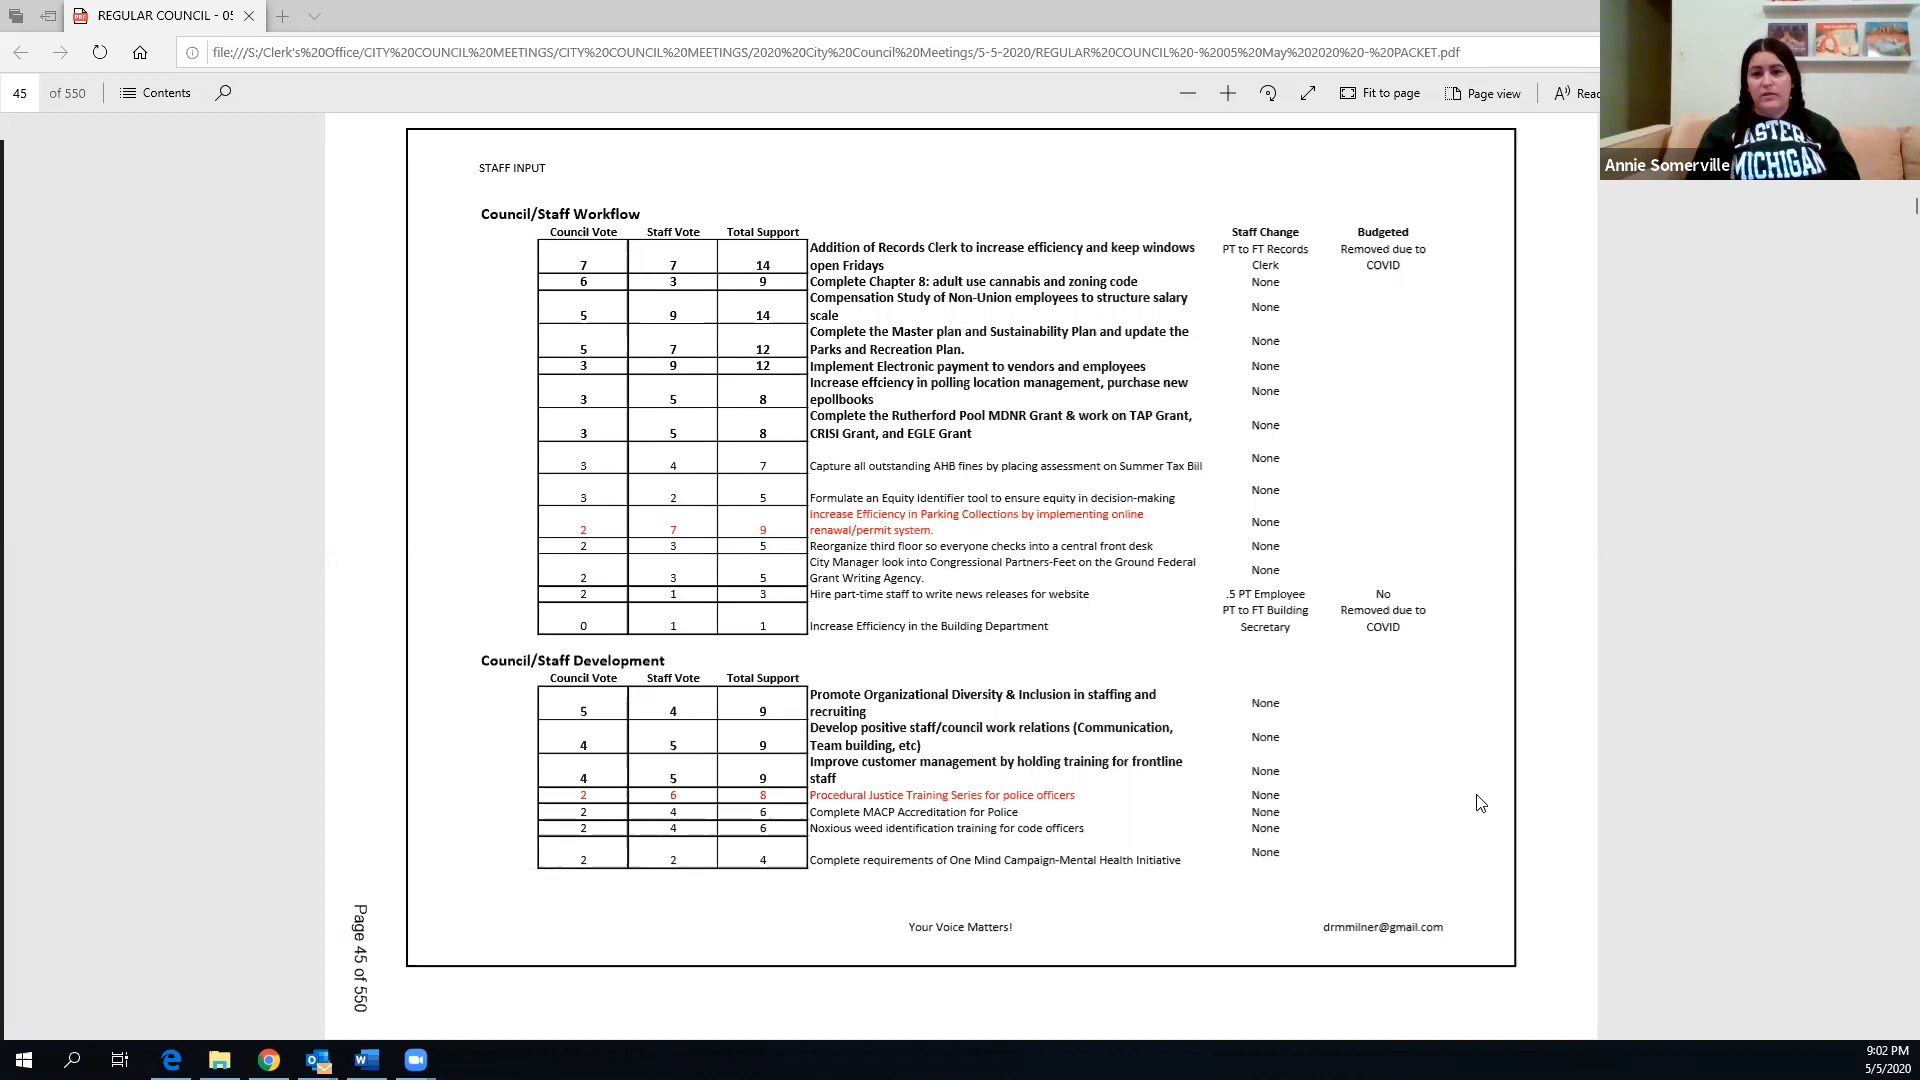 REGULAR COUNCIL - 05
file:///S:/Clerk's%20Office/CITY%20COUNCIL%20MEETINGS/CITY%20COUNCIL%20MEETINGS/2020%20City%20Council%20Meetings/5-5-2020/REGULAR%20COUNCIL%20-%2005%20May%202020%20-%20PACKET.pdf
45 of 550 Contents Fit to page Page view Read
EASTERN
MICHIGAN
Annie Somerville
STAFF INPUT
Council/Staff Workflow
Council Vote Staff Vote Total Support Staff Change Budgeted
Addition of Records Clerk to increase efficiency and keep windows PT to FT Records Removed due to
7 7 14 open Fridays Clerk COVID
6 3 9 Complete Chapter 8: adult use cannabis and zoning code None
Compensation Study of Non-Union employees to structure salary
5 9 14 scale None
Complete the Master plan and Sustainability Plan and update the
5 7 12 Parks and Recreation Plan. None
3 9 12 Implement Electronic payment to vendors and employees None
Increase effciency in polling location management, purchase new
3 5 8 epollbooks None
Complete the Rutherford Pool MDNR Grant & work on TAP Grant,
3 5 8 CRISI Grant, and EGLE Grant None
3 4 7 Capture all outstanding AHB fines by placing assessment on Summer Tax Bill None
3 2 5 Formulate an Equity Identifier tool to ensure equity in decision-making None
Increase Efficiency in Parking Collections by implementing online
2 7 9 renawal/permit system. None
2 3 5 Reorganize third floor so everyone checks into a central front desk None
City Manager look into Congressional Partners-Feet on the Ground Federal
2 3 5 Grant Writing Agency. None
2 1 3 Hire part-time staff to write news releases for website .5 PT Employee No
PT to FT Building Removed due to
0 1 1 Increase Efficiency in the Building Department Secretary COVID
Council/Staff Development
Council Vote Staff Vote Total Support
Promote Organizational Diversity & Inclusion in staffing and
5 4 9 recruiting None
Develop positive staff/council work relations (Communication,
4 5 9 Team building, etc) None
Improve customer management by holding training for frontline
4 5 9 staff None
2 6 8 Procedural Justice Training Series for police officers None
2 4 6 Complete MACP Accreditation for Police None
2 4 6 Noxious weed identification training for code officers None
2 2 4 Complete requirements of One Mind Campaign-Mental Health Initiative None
Your Voice Matters! drmmilner@gmail.com
Page 45 of 550
9:02 PM
5/5/2020